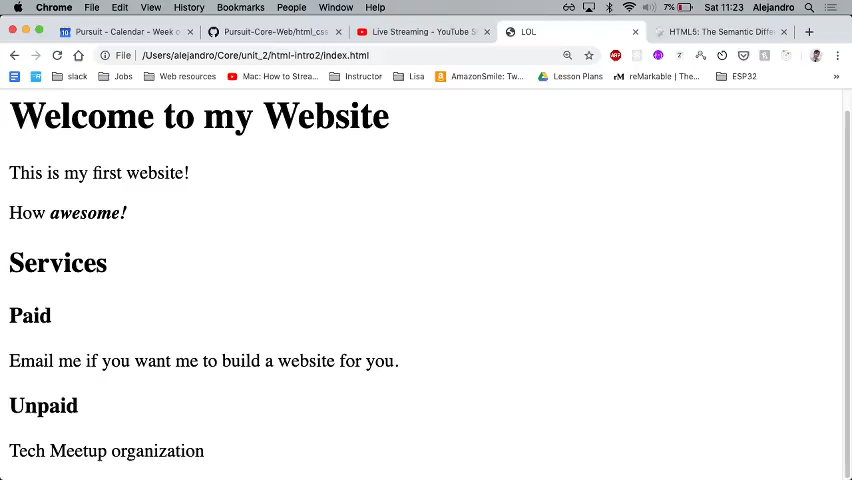 Chrome File Edit View History Bookmarks People Window Help 7% Sat 11:23 Alejandro
Pursuit - Calendar - Week o
Pursuit-Core-Web/html_css
Live Streaming - YouTube S
LOL
HTML5: The Semantic Differ
File /Users/alejandro/Core/unit_2/html-intro2/index.html
slack Jobs Web resources Mac: How to Strea... Instructor Lisa AmazonSmile: Tw... Lesson Plans reMarkable | The... ESP32 »
Welcome to my Website
This is my first website!
How awesome!
Services
Paid
Email me if you want me to build a website for you.
Unpaid
Tech Meetup organization